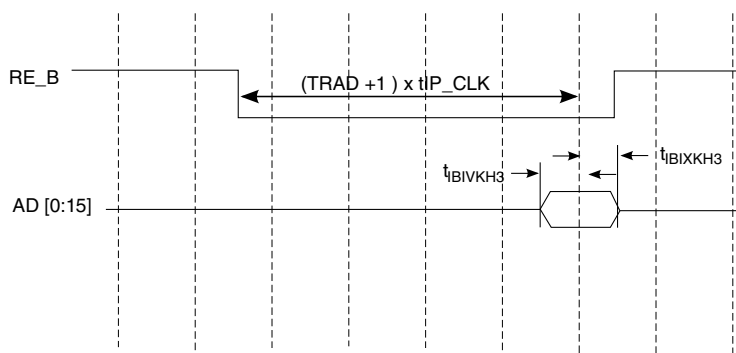 RE_B
(TRAD +1 ) x tIP_CLK
tIBIVKH3
tIBIXKH3
AD [0:15]